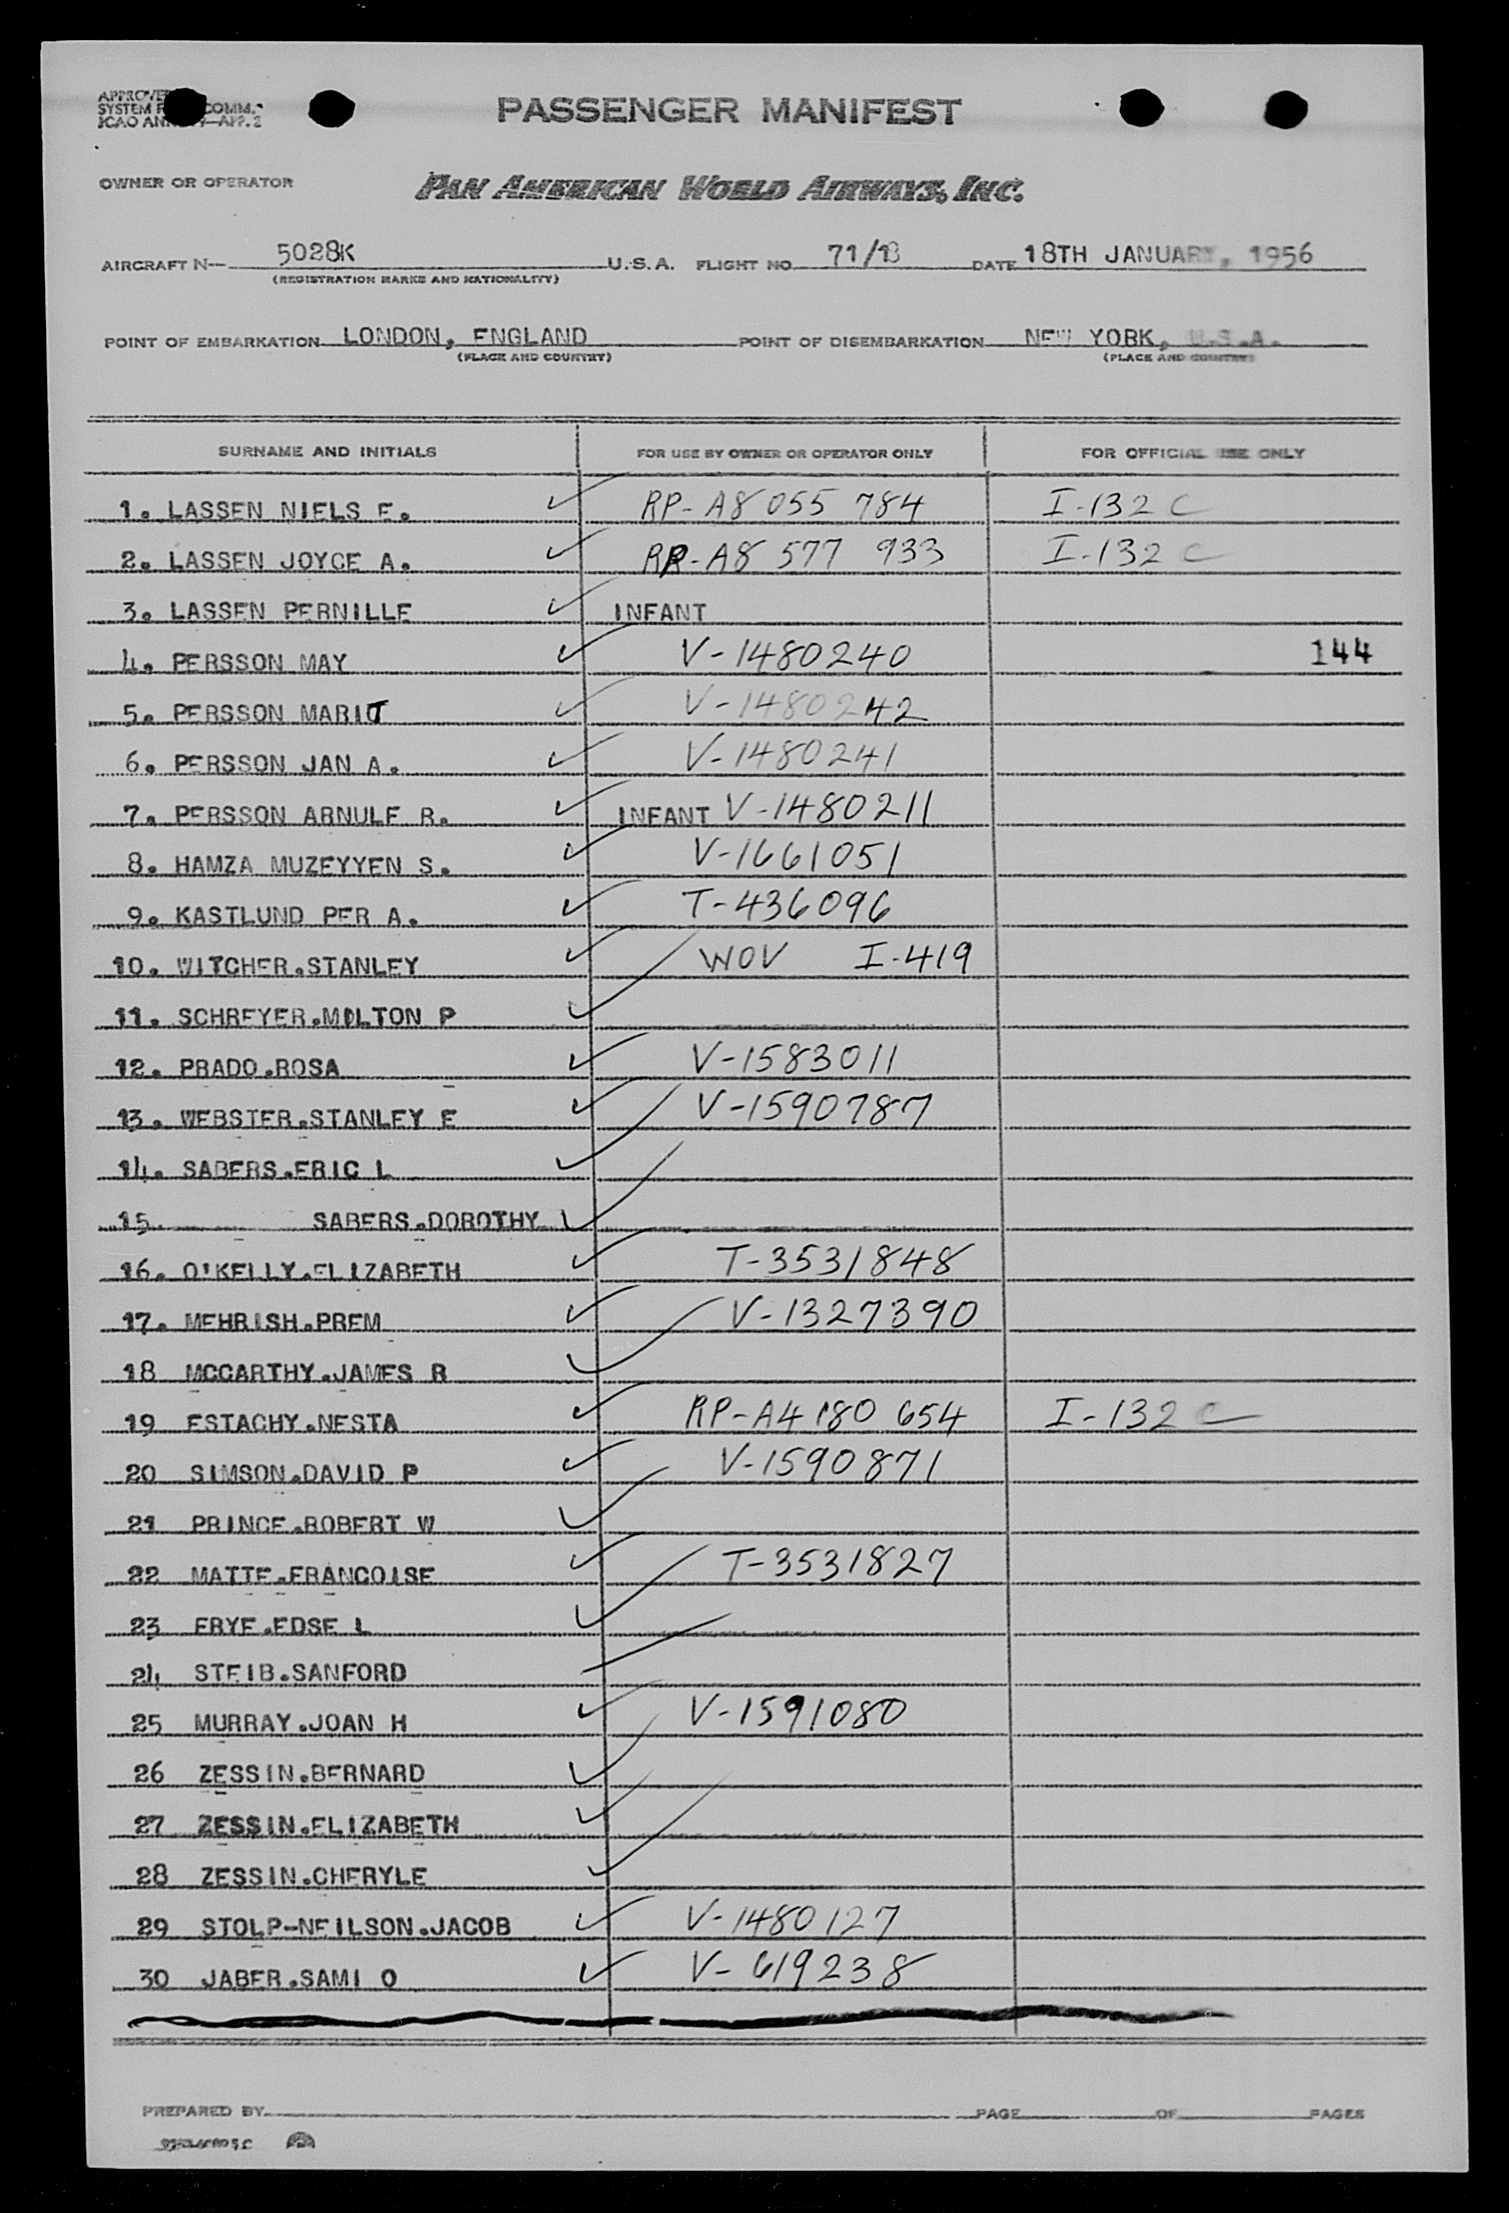 PASSENGER MANIFEST
OWNER OR OPERATOR PAN AMERICAN WORLD AIRWAYS, INC.
AIRCRAFT N— 5028K U.S.A. FLIGHT NO 71/18 DATE 18TH JANUARY, 1956
(REGISTRATION MARKS AND NATIONALITY)
POINT OF EMBARKATION LONDON, ENGLAND POINT OF DISEMBARKATION NEW YORK, U.S.A.
(PLACE AND COUNTRY) (PLACE AND COUNTRY)
SURNAME AND INITIALS FOR USE BY OWNER OR OPERATOR ONLY FOR OFFICIAL USE ONLY
1. LASSEN NIELS E. RP-A8 055 784 I-132 C
2. LASSEN JOYCE A. RP-A8 577 933 I-132 C
3. LASSEN PERNILLE INFANT
4. PERSSON MAY V-1480240 144
5. PERSSON MARIT V-1480242
6. PERSSON JAN A. V-1480241
7. PERSSON ARNULF R. INFANT V-1480211
8. HAMZA MUZEYYEN S. V-1661051
9. KASTLUND PER A. T-436096
10. WITCHER.STANLEY WOV I-419
11. SCHREYER.MILTON P
12. PRADO.ROSA V-1583011
13. WEBSTER.STANLEY E V-1590787
14. SABERS.ERIC L
15 SABERS.DOROTHY
16. O'KELLY.ELIZABETH T-3531848
17. MEHRISH.PREM V-1327390
18 MCCARTHY.JAMES R
19 ESTACHY.NESTA RP-A4 180 654 I-132 C
20 SIMSON.DAVID P V-1590871
21 PRINCE.ROBERT W
22 MATTE.FRANCOISE T-3531827
23 FRYE.EDSE L
24 STEIB.SANFORD
25 MURRAY.JOAN H V-1591080
26 ZESSIN.BERNARD
27 ZESSIN.ELIZABETH
28 ZESSIN.CHERYLE
29 STOLP-NEILSON.JACOB V-1480127
30 JABER.SAMI O V-619238
PREPARED BY PAGE OF PAGES